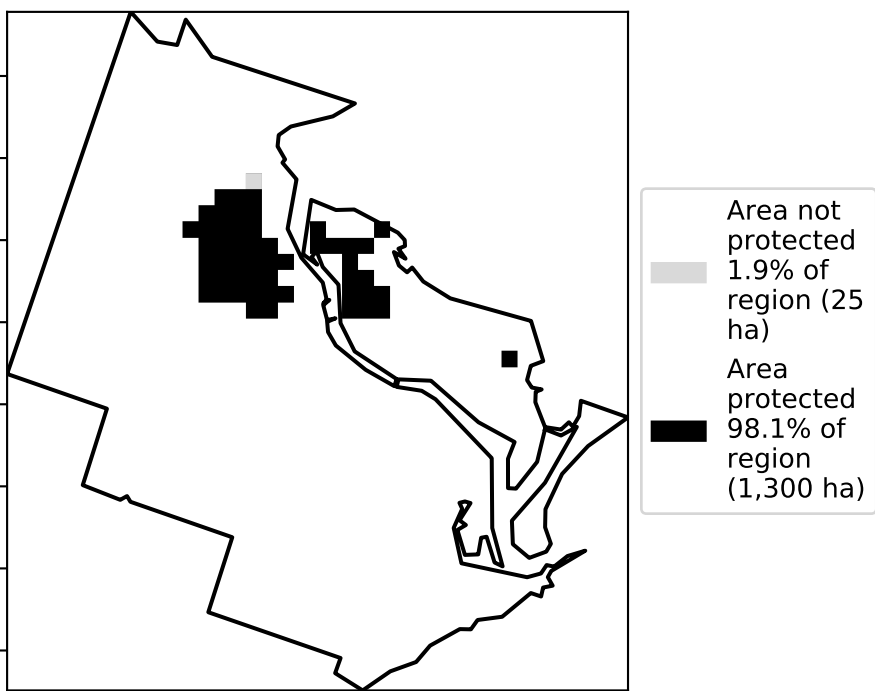 Area not
protected
1.9% of
region (25
ha)
Area
protected
98.1% of
region
(1,300 ha)